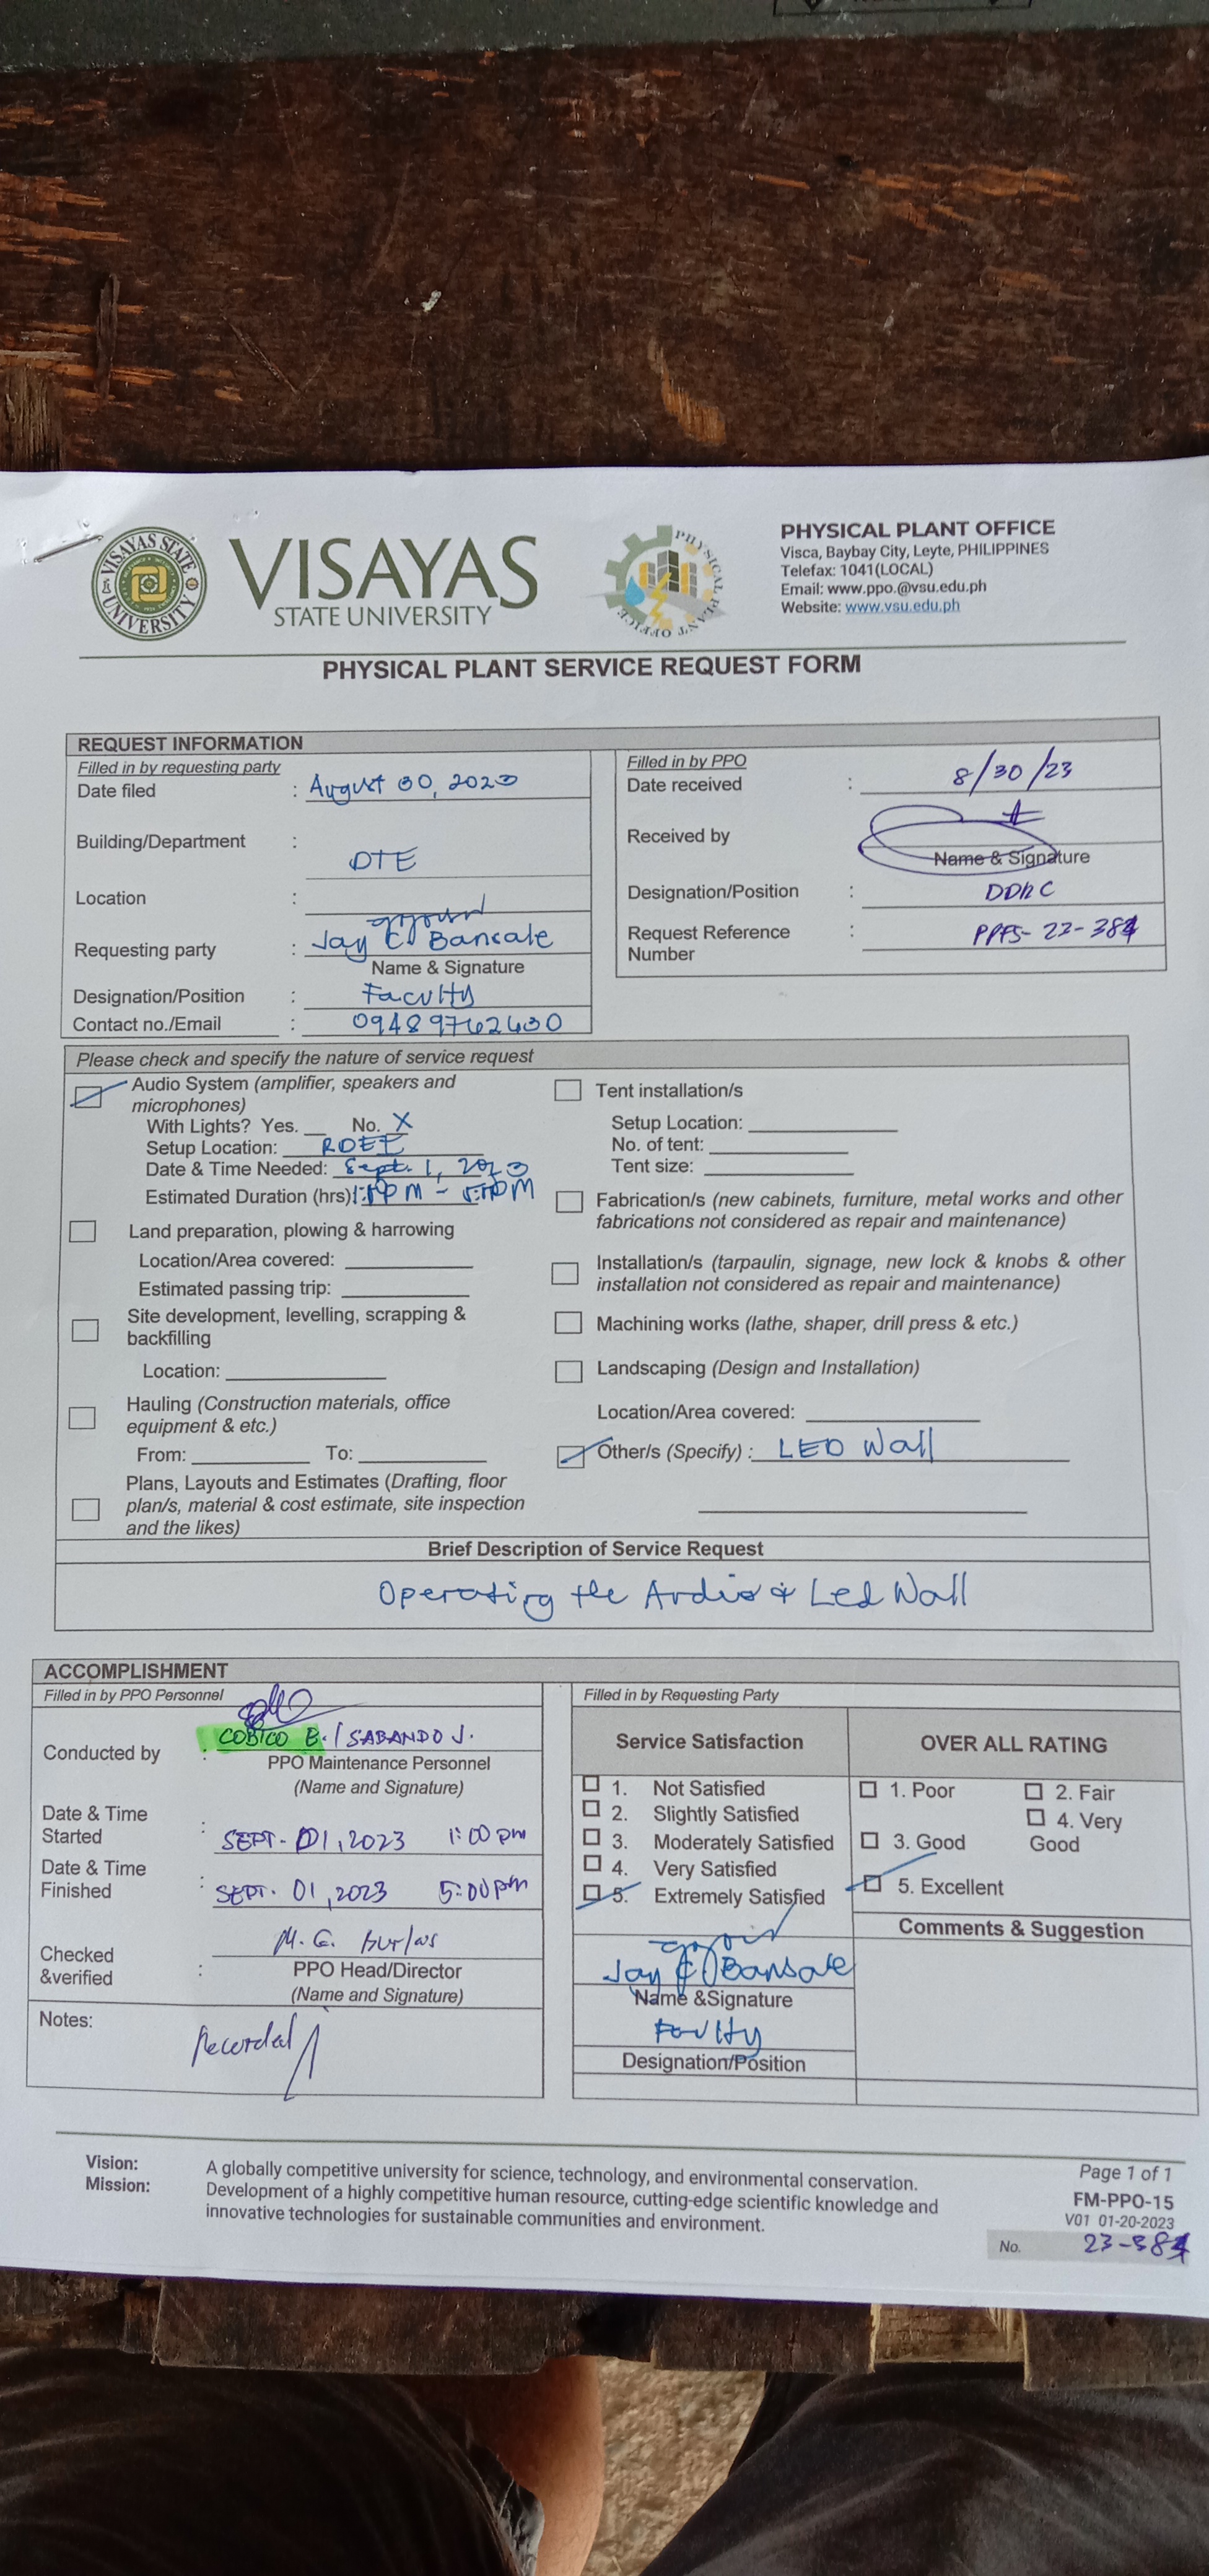 VISAYAS STATE UNIVERSITY
VISAYAS
STATE UNIVERSITY
PHYSICAL PLANT OFFICE
PHYSICAL PLANT OFFICE
Visca, Baybay City, Leyte, PHILIPPINES
Telefax: 1041(LOCAL)
Email: www.ppo.@vsu.edu.ph
Website: www.vsu.edu.ph
PHYSICAL PLANT SERVICE REQUEST FORM
REQUEST INFORMATION
Filled in by requesting party
Date filed : August 30, 2023
Building/Department : DTE
Location :
Requesting party : Jay C. Bansale
Name & Signature
Designation/Position : Faculty
Contact no./Email : 09489762630
Filled in by PPO
Date received : 8/30/23
Received by
Name & Signature
Designation/Position : DDRC
Request Reference Number :
Please check and specify the nature of service request
Audio System (amplifier, speakers and
microphones)
With Lights? Yes. __ No. X
Setup Location: RDEI
Date & Time Needed: Sept. 1, 2023
Estimated Duration (hrs): 1:00PM - 5:00PM
Land preparation, plowing & harrowing
Location/Area covered:
Estimated passing trip:
Site development, levelling, scrapping &
backfilling
Location:
Hauling (Construction materials, office
equipment & etc.)
From: To:
Plans, Layouts and Estimates (Drafting, floor
plan/s, material & cost estimate, site inspection
and the likes)
Tent installation/s
Setup Location:
No. of tent:
Tent size:
Fabrication/s (new cabinets, furniture, metal works and other
fabrications not considered as repair and maintenance)
Installation/s (tarpaulin, signage, new lock & knobs & other
installation not considered as repair and maintenance)
Machining works (lathe, shaper, drill press & etc.)
Landscaping (Design and Installation)
Location/Area covered:
Other/s (Specify) : LED Wall
Brief Description of Service Request
Operating the Audio & Led Wall
ACCOMPLISHMENT
Filled in by PPO Personnel
Conducted by : COBICO B. / SABANDO J.
PPO Maintenance Personnel
(Name and Signature)
Date & Time
Started : SEPT. 01, 2023 1:00 pm
Date & Time
Finished : SEPT. 01, 2023 5:00 pm
Checked
&verified : M. G.
PPO Head/Director
(Name and Signature)
Notes:
Recorded
Filled in by Requesting Party
Service Satisfaction
1. Not Satisfied
2. Slightly Satisfied
3. Moderately Satisfied
4. Very Satisfied
5. Extremely Satisfied
Jay C. Bansale
Name &Signature
Faculty
Designation/Position
OVER ALL RATING
1. Poor 2. Fair
3. Good 4. Very Good
5. Excellent
Comments & Suggestion
Vision: A globally competitive university for science, technology, and environmental conservation.
Mission: Development of a highly competitive human resource, cutting-edge scientific knowledge and
innovative technologies for sustainable communities and environment.
Page 1 of 1
FM-PPO-15
V01 01-20-2023
No.